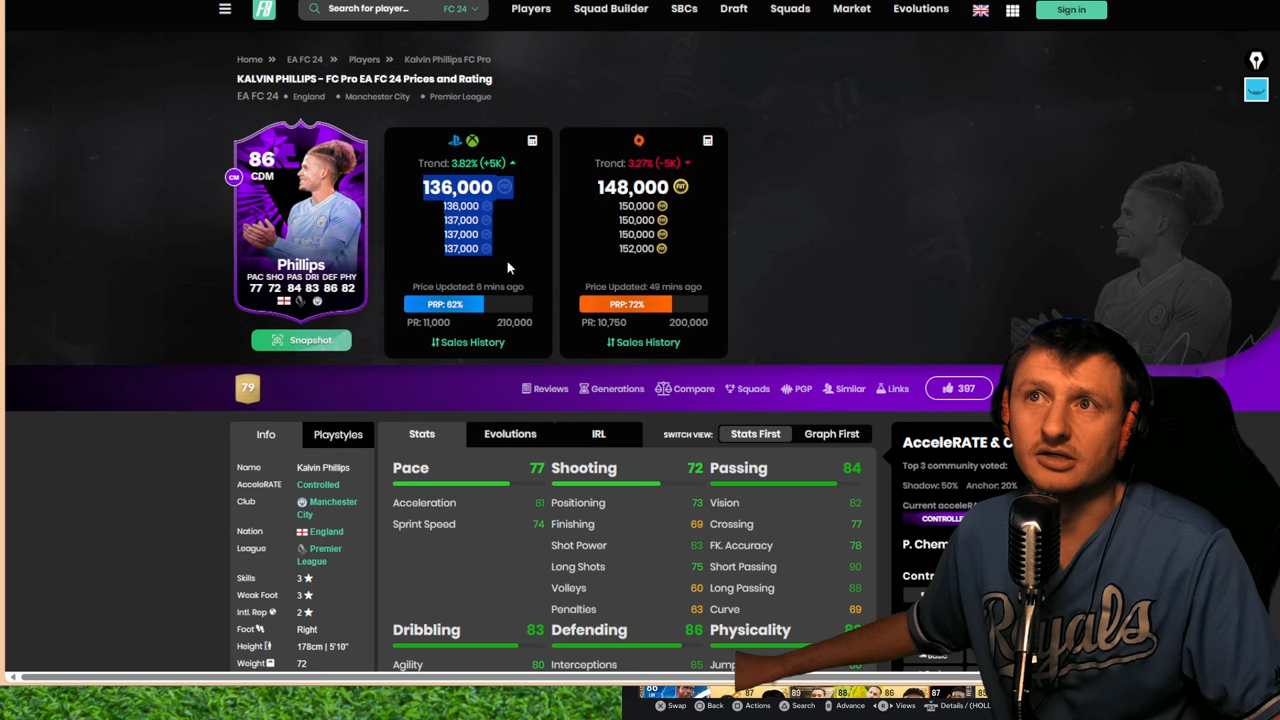 FB Search for player... FC 24 Players Squad Builder SBCs Draft Squads Market Evolutions Sign in
Home >> EA FC 24 >> Players >> Kalvin Phillips FC Pro
KALVIN PHILLIPS - FC Pro EA FC 24 Prices and Rating
EA FC 24 • England • Manchester City • Premier League
86
CDM
CM
Phillips
PAC SHO PAS DRI DEF PHY
77 72 84 83 86 82
Snapshot
Trend: 3.82% (+5K)
136,000
136,000
137,000
137,000
137,000
Price Updated: 6 mins ago
PRP: 62%
PR: 11,000 210,000
Sales History
Trend: 3.27% (-5K)
148,000
150,000
150,000
150,000
152,000
Price Updated: 49 mins ago
PRP: 72%
PR: 10,750 200,000
Sales History
79 Reviews Generations Compare Squads PGP Similar Links 397
Info Playstyles
Name Kalvin Phillips
AcceleRATE Controlled
Club Manchester
City
Nation England
League Premier
League
Skills 3
Weak Foot 3
Intl. Rep 2
Foot Right
Height 178cm | 5'10"
Weight 72
Stats Evolutions IRL SWITCH VIEW: Stats First Graph First
Pace 77
Acceleration 81
Sprint Speed 74
Shooting 72
Positioning 73
Finishing 69
Shot Power 83
Long Shots 75
Volleys 60
Penalties 63
Passing 84
Vision 82
Crossing 77
FK. Accuracy 78
Short Passing 90
Long Passing 88
Curve 69
Dribbling 83
Agility 80
Defending 86
Interceptions 85
Physicality
AcceleRATE &
Top 3 community voted:
Shadow: 50% Anchor: 20%
Current
P. Chem
Royals
Swap Back Actions Search Advance Views Details /